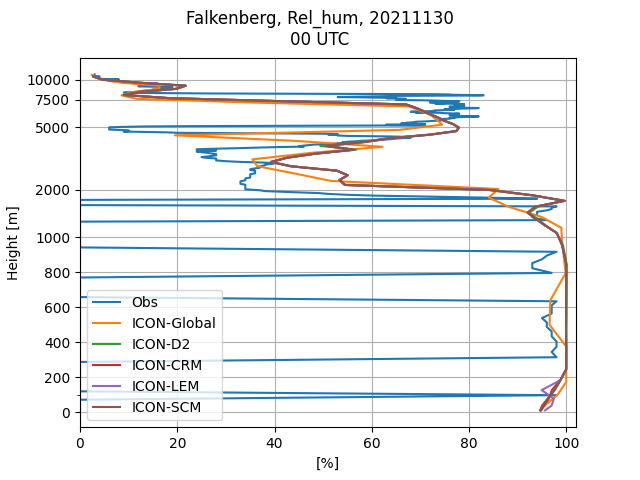 Falkenberg, Rel_hum, 20211130
00 UTC
10000
7500
5000
2000
1000
800
600
400
200
0
Height [m]
Obs
ICON-Global
ICON-D2
ICON-CRM
ICON-LEM
ICON-SCM
0 20 40 60 80 100
[%]